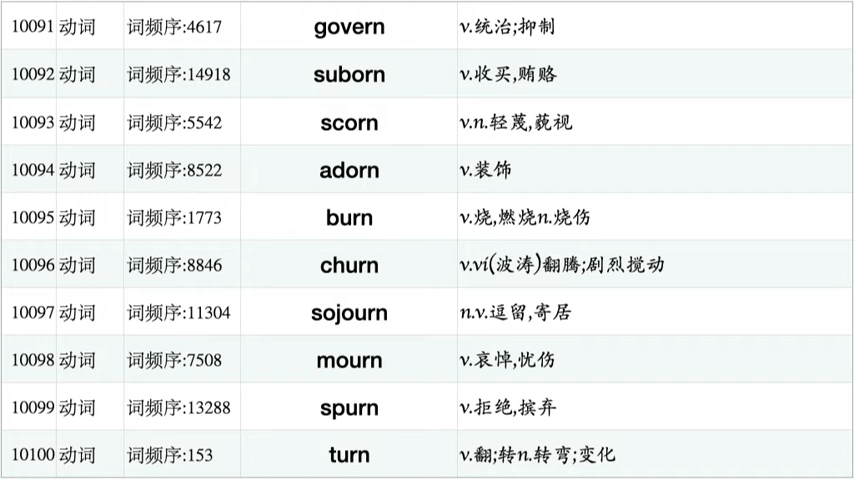 10091 动词 词频序:4617 govern v.统治;抑制
10092 动词 词频序:14918 suborn v.收买,贿赂
10093 动词 词频序:5542 scorn v.n.轻蔑,藐视
10094 动词 词频序:8522 adorn v.装饰
10095 动词 词频序:1773 burn v.烧,燃烧n.烧伤
10096 动词 词频序:8846 churn v.vi(波涛)翻腾;剧烈搅动
10097 动词 词频序:11304 sojourn n.v.逗留,寄居
10098 动词 词频序:7508 mourn v.哀悼,忧伤
10099 动词 词频序:13288 spurn v.拒绝,摈弃
10100 动词 词频序:153 turn v.翻;转n.转弯;变化